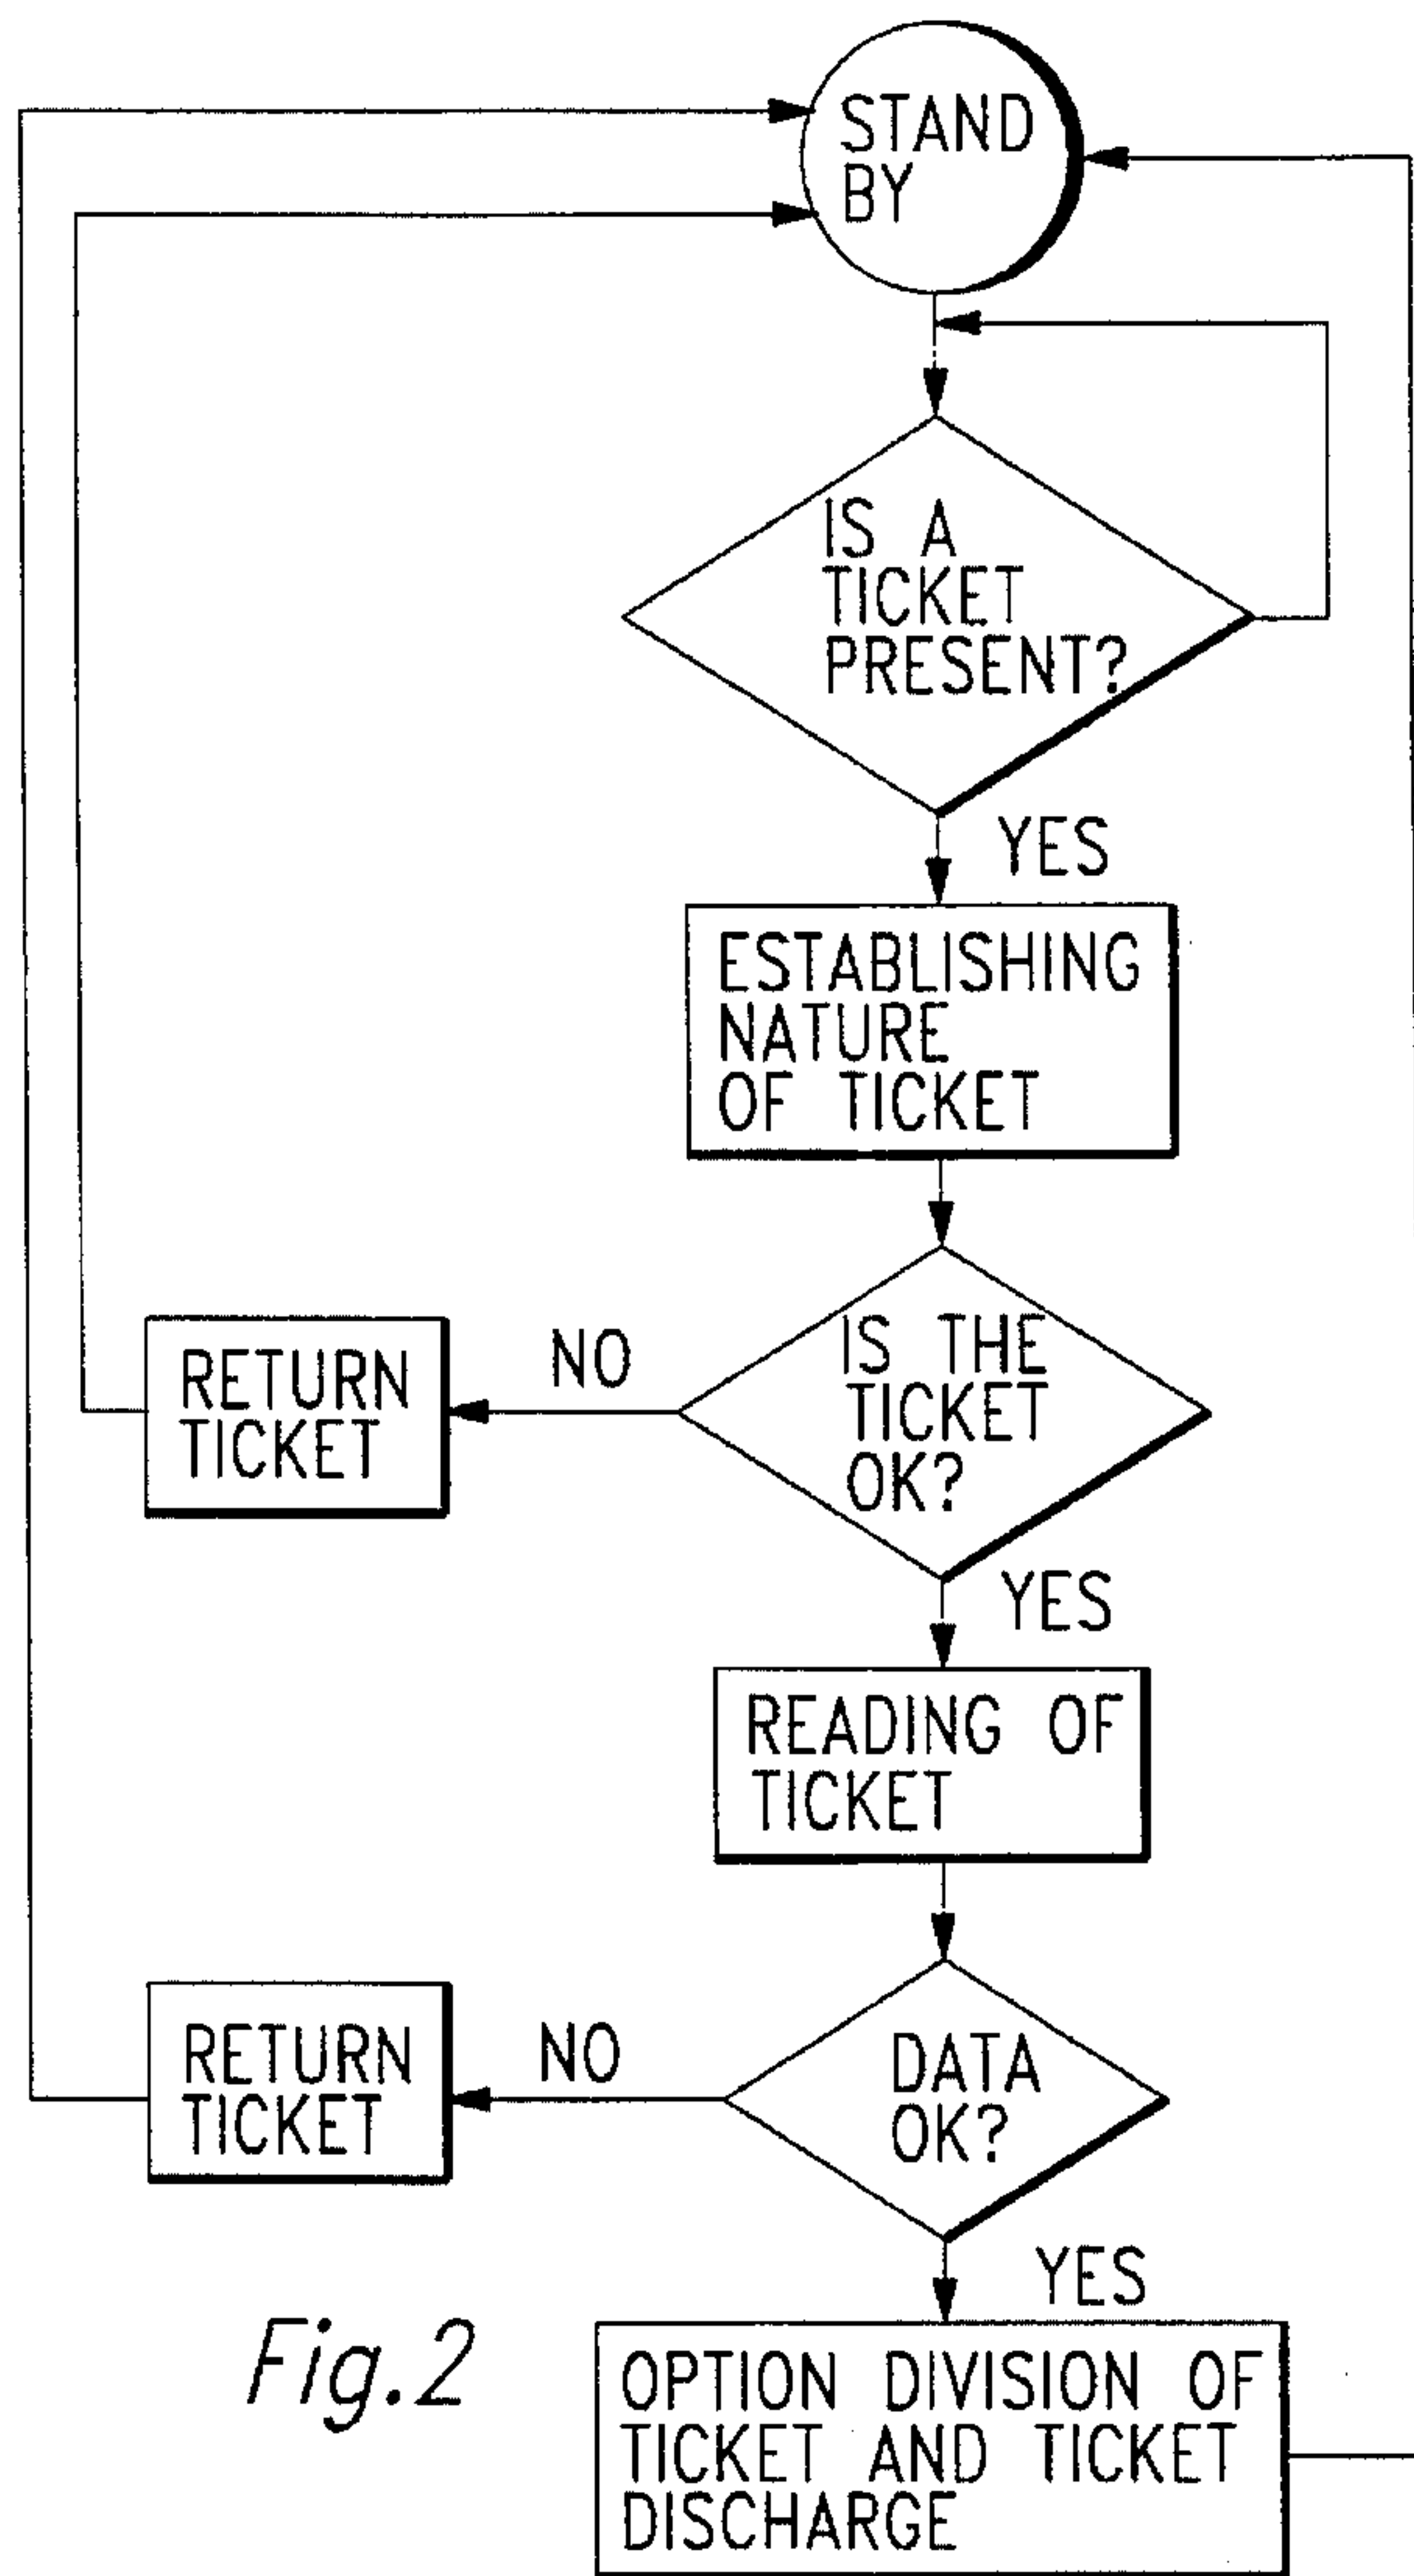 STAND
BY
IS A
TICKET
PRESENT?
YES
ESTABLISHING
NATURE
OF TICKET
IS THE
TICKET
OK?
NO
RETURN
TICKET
YES
READING OF
TICKET
DATA
OK?
NO
RETURN
TICKET
YES
OPTION DIVISION OF
TICKET AND TICKET
DISCHARGE
Fig.2